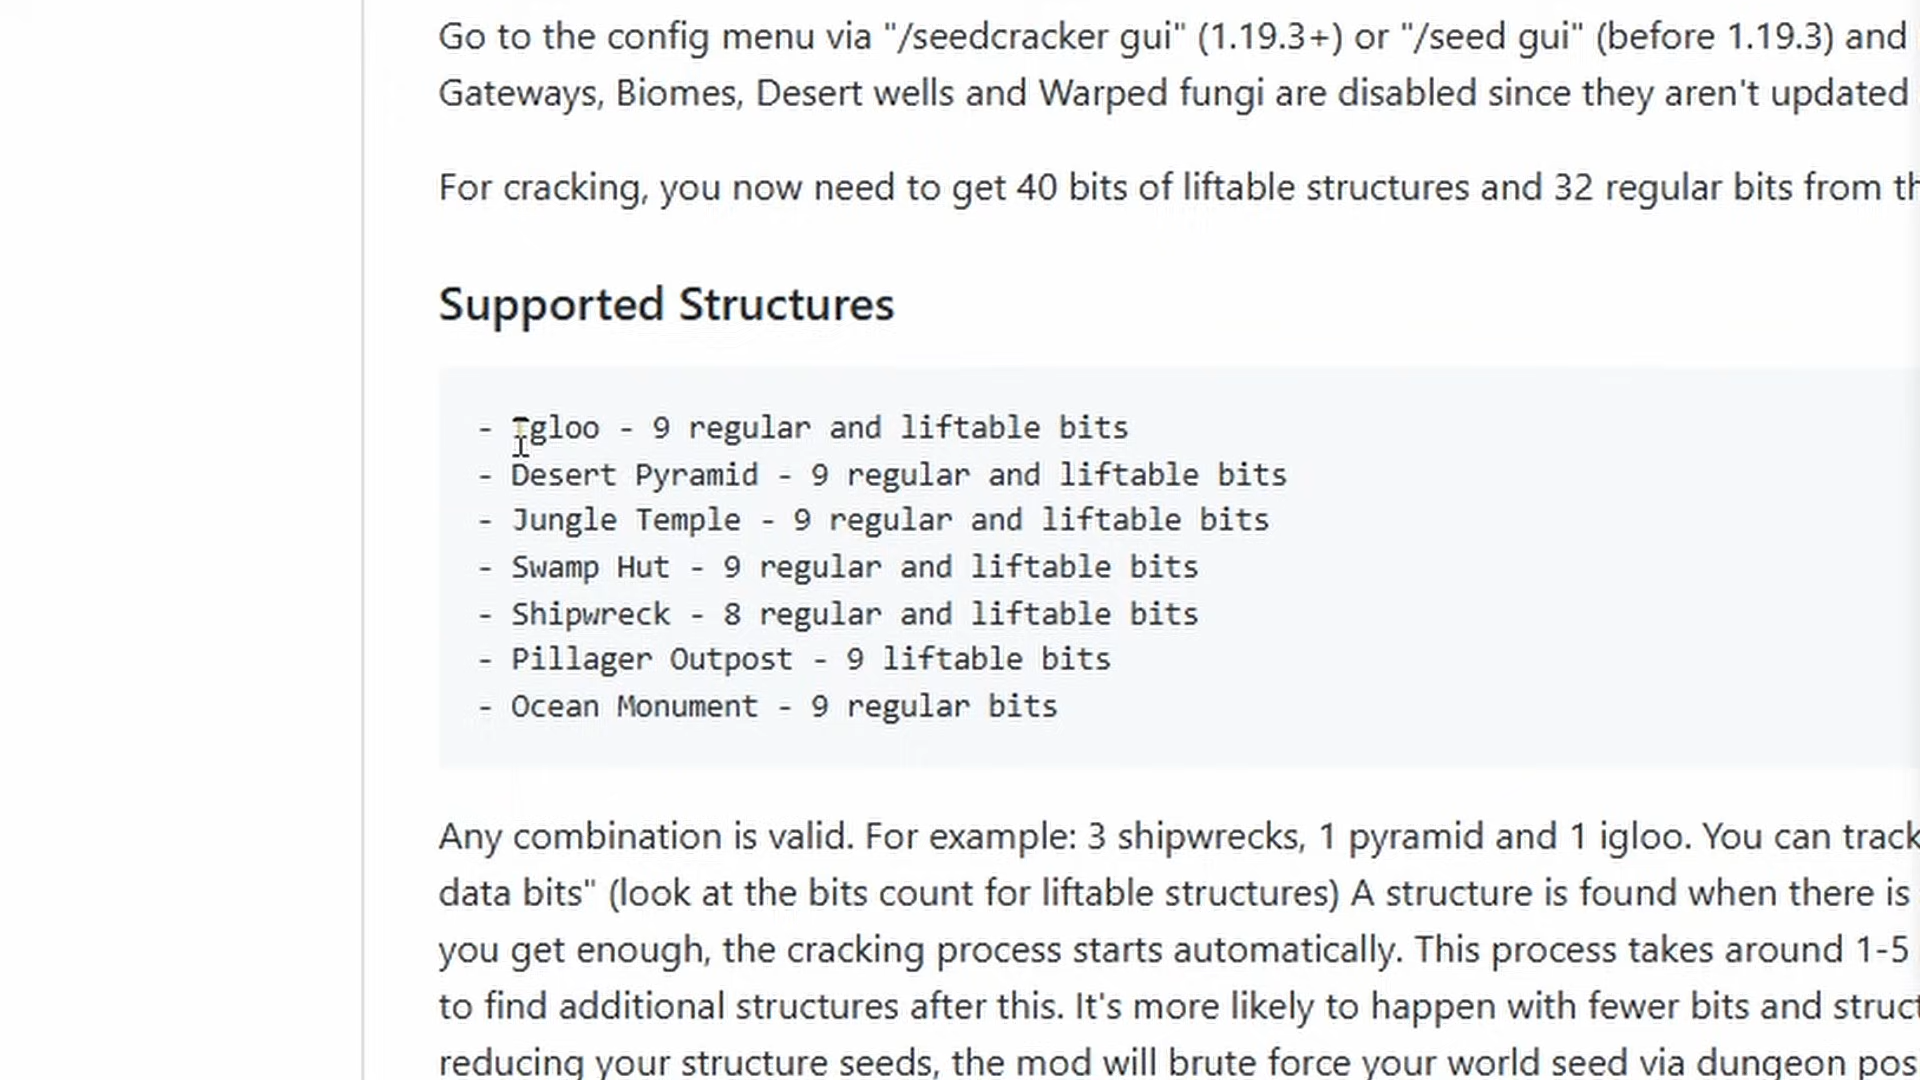 Go to the config menu via "/seedcracker gui" (1.19.3+) or "/seed gui" (before 1.19.3) and
Gateways, Biomes, Desert wells and Warped fungi are disabled since they aren't updated
For cracking, you now need to get 40 bits of liftable structures and 32 regular bits from th
Supported Structures
- Igloo - 9 regular and liftable bits
- Desert Pyramid - 9 regular and liftable bits
- Jungle Temple - 9 regular and liftable bits
- Swamp Hut - 9 regular and liftable bits
- Shipwreck - 8 regular and liftable bits
- Pillager Outpost - 9 liftable bits
- Ocean Monument - 9 regular bits
Any combination is valid. For example: 3 shipwrecks, 1 pyramid and 1 igloo. You can track
data bits" (look at the bits count for liftable structures) A structure is found when there is
you get enough, the cracking process starts automatically. This process takes around 1-5
to find additional structures after this. It's more likely to happen with fewer bits and struct
reducing your structure seeds, the mod will brute force your world seed via dungeon pos